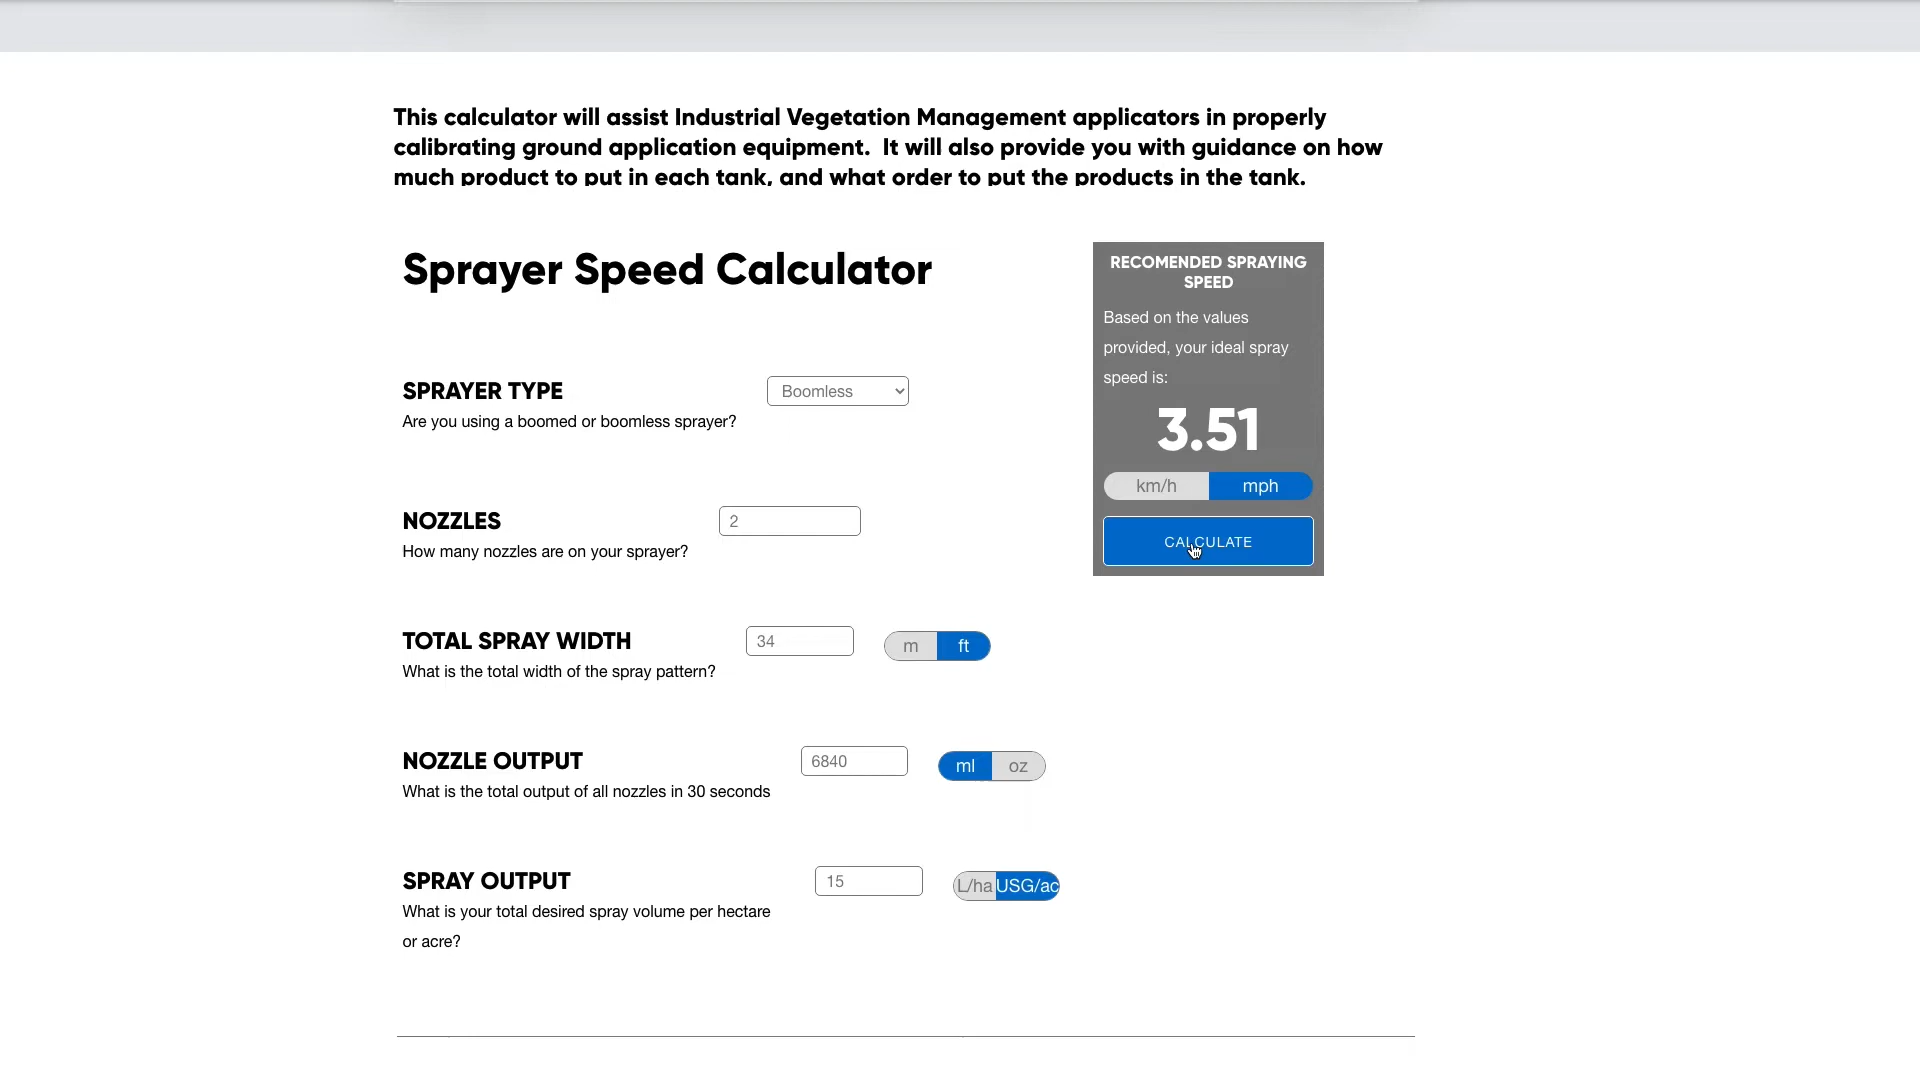 This calculator will assist Industrial Vegetation Management applicators in properly
calibrating ground application equipment.  It will also provide you with guidance on how
much product to put in each tank, and what order to put the products in the tank.
Sprayer Speed Calculator
SPRAYER TYPE
Are you using a boomed or boomless sprayer?
Boomless
NOZZLES
How many nozzles are on your sprayer?
2
TOTAL SPRAY WIDTH
What is the total width of the spray pattern?
34
m ft
NOZZLE OUTPUT
What is the total output of all nozzles in 30 seconds
6840
ml oz
SPRAY OUTPUT
What is your total desired spray volume per hectare
or acre?
15
L/ha USG/ac
RECOMENDED SPRAYING
SPEED
Based on the values
provided, your ideal spray
speed is:
3.51
km/h mph
CALCULATE